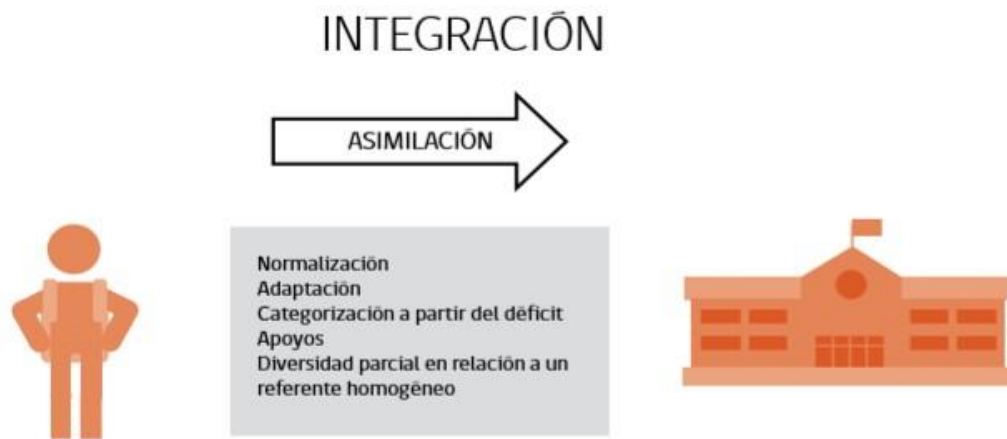 INTEGRACIÓN
ASIMILACIÓN
Normalización
Adaptación
Categorización a partir del déficit
Apoyos
Diversidad parcial en relación a un
referente homogéneo